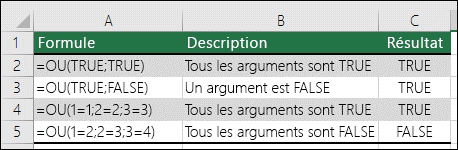 A B C
1 Formule Description Résultat
2 =OU(TRUE;TRUE) Tous les arguments sont TRUE TRUE
3 =OU(TRUE;FALSE) Un argument est FALSE TRUE
4 =OU(1=1;2=2;3=3) Tous les arguments sont TRUE TRUE
5 =OU(1=2;2=3;3=4) Tous les arguments sont FALSE FALSE